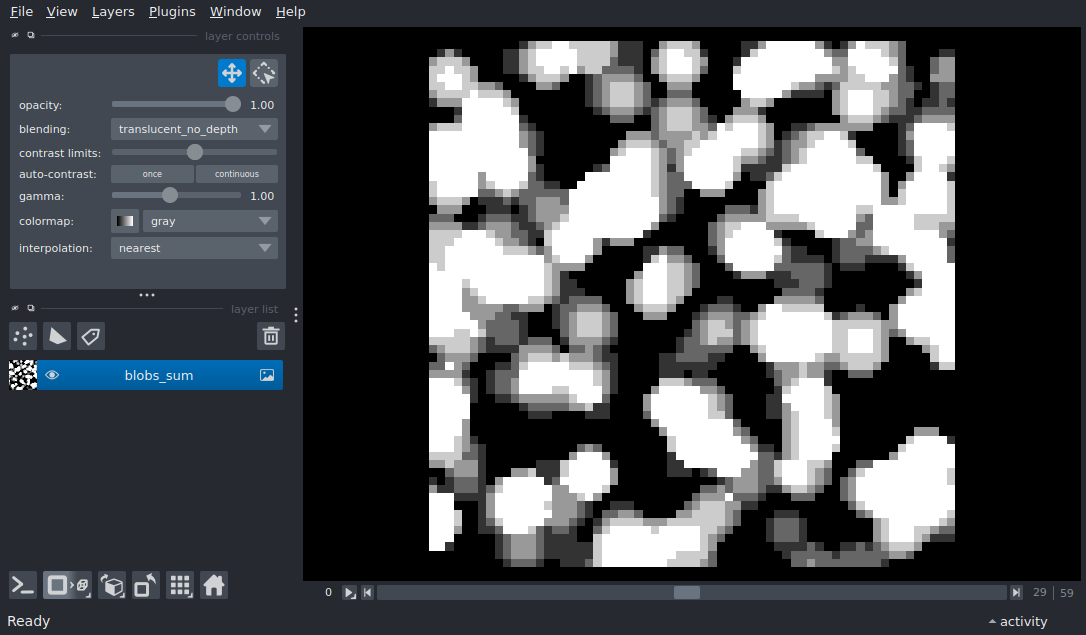 File View Layers Plugins Window Help
layer controls
opacity: 1.00
blending: translucent_no_depth
contrast limits:
auto-contrast: once continuous
gamma: 1.00
colormap: gray
interpolation: nearest
layer list
blobs_sum
0 29 | 59
Ready activity